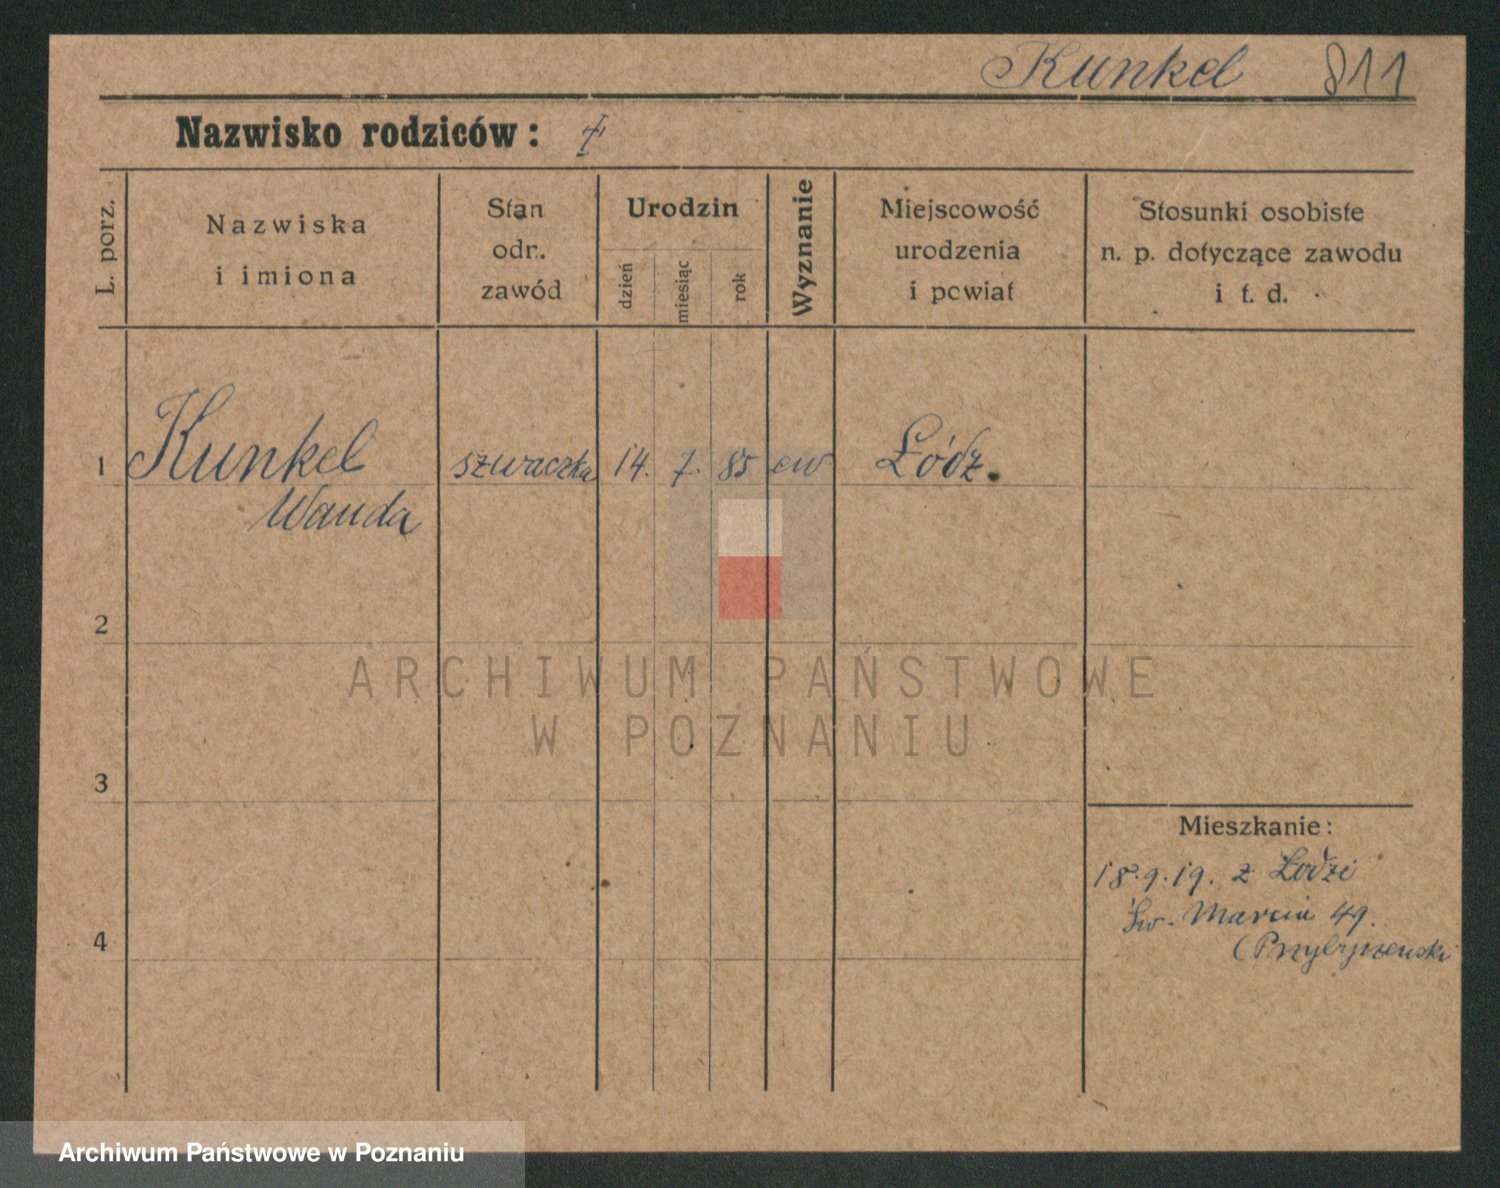 Kunkel 811
Nazwisko rodziców: †
L. porz.
Nazwiska
i imiona
Stan
odr..
zawód
Urodzin
dzień
miesiąc
rok
Wyznanie
Miejscowość
urodzenia
i powiat
Stosunki osobiste
n. p. dotyczące zawodu
i t. d.
1 Kunkel szwaczka 14. 7. 85 ew Łódź.
Wanda
2
3
4
Mieszkanie:
18.9.19. z Łodzi
Św. Marcin 49.
ARCHIWUM PAŃSTWOWE
W POZNANIU
Archiwum Państwowe w Poznaniu